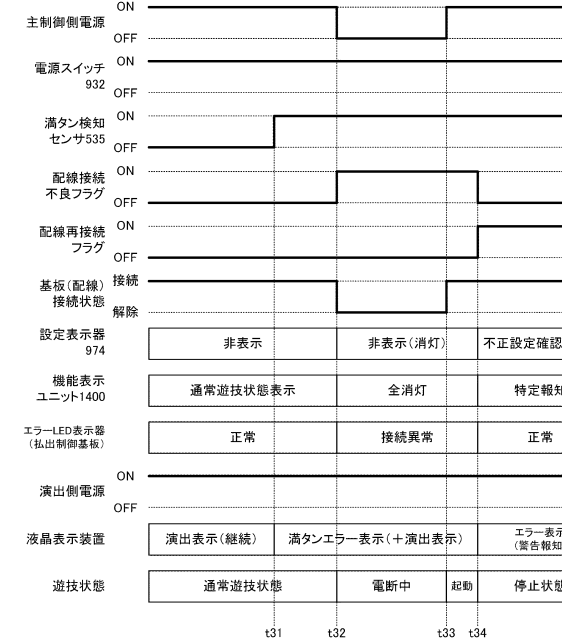 主制御側電源
ON
OFF
電源スイッチ
932
ON
OFF
満タン検知
センサ535
ON
OFF
配線接続
不良フラグ
ON
OFF
配線再接続
フラグ
ON
OFF
基板(配線)
接続状態
接続
解除
設定表示器
974
非表示
非表示(消灯)
不正設定確認
機能表示
ユニット1400
通常遊技状態表示
全消灯
特定報知
エラーLED表示器
(払出制御基板)
正常
接続異常
正常
演出側電源
ON
OFF
液晶表示装置
演出表示(継続)
満タンエラー表示(+演出表示)
エラー表示
(警告報知
遊技状態
通常遊技状態
電断中
起動
停止状態
t31
t32
t33
t34